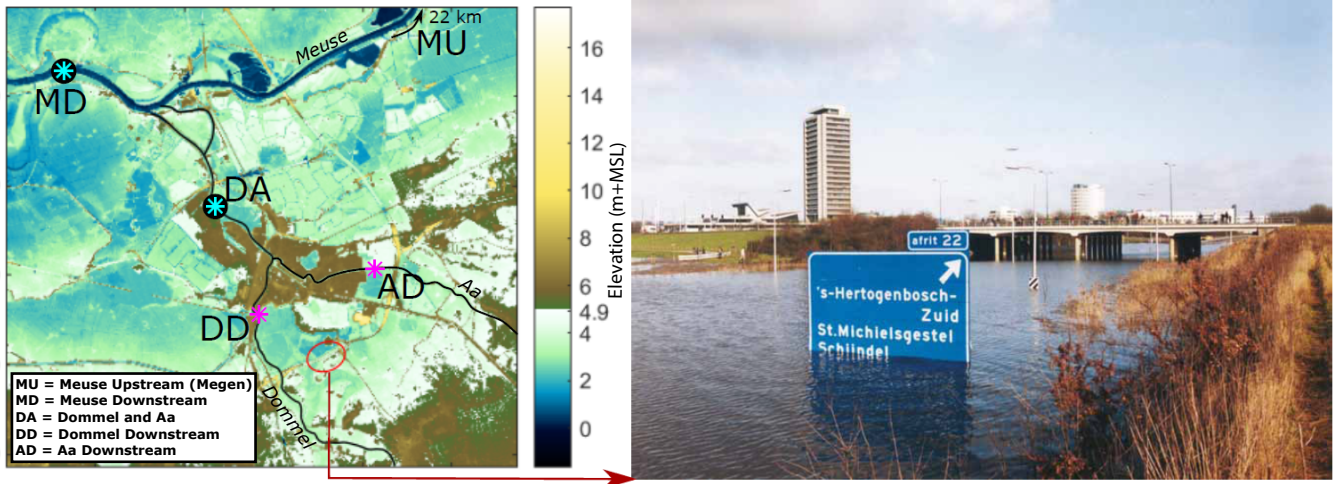 22 km
Meuse
MU
MD
DA
AD
Aa
DD
Dommel
MU = Meuse Upstream (Megen)
MD = Meuse Downstream
DA = Dommel and Aa
DD = Dommel Downstream
AD = Aa Downstream
16
14
12
10
8
6
4.9
4
2
0
Elevation (m+MSL)
afrit 22
's-Hertogenbosch-
Zuid
St.Michielsgestel
Schijndel